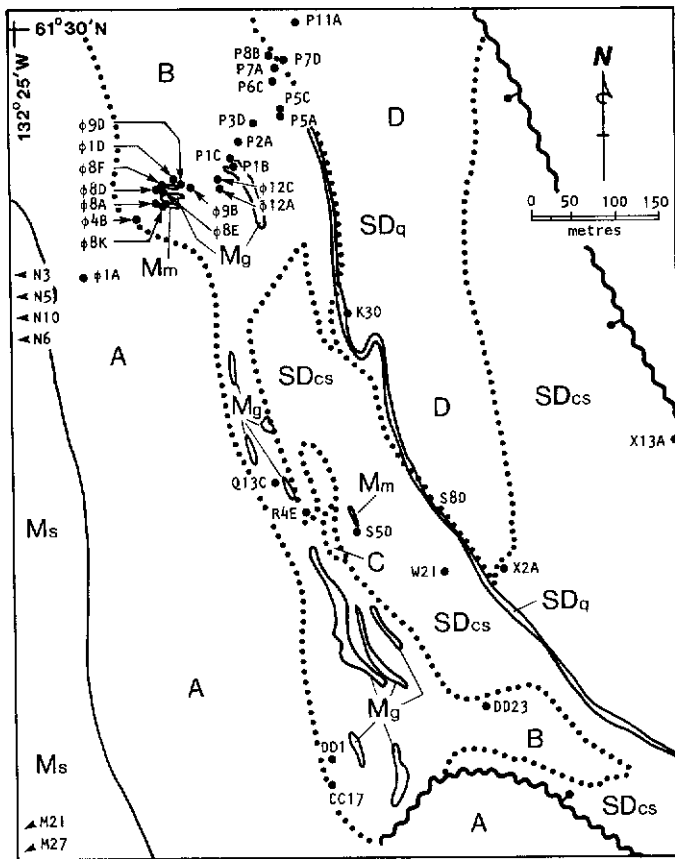 61°30'N
132°25'W
P11A
P8B
P7D
P7A
P6C
P5C
P5A
P3D
P2A
P1C
P1B
B
D
N
0 50 100 150
metres
φ9D
φ1D
φ8F
φ8D
φ8A
φ4B
φ8K
φ12C
φ12A
φ9B
φ8E
Mm
Mg
SDq
N3
N5
N10
N6
φ1A
K30
A
SDcs
D
SDcs
Mg
X13A
Q13C
R4E
Mm
S8D
S5D
Ms
C
W21
X2A
SDq
SDcs
A
Mg
DD23
B
DD1
Ms
CC17
SDcs
M21
A
M27